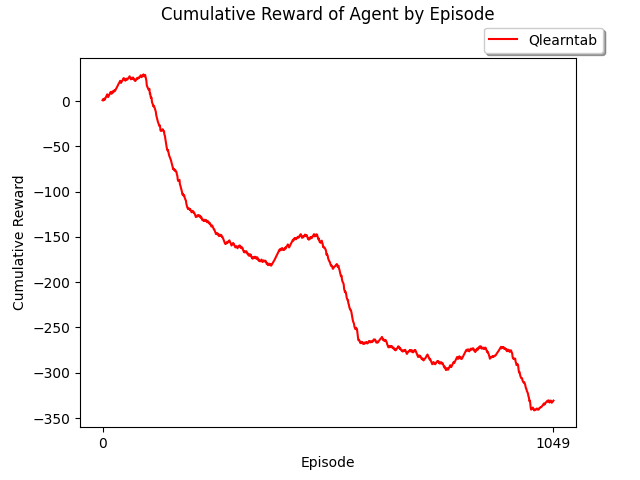 Cumulative Reward of Agent by Episode
Qlearntab
0
−50
−100
−150
−200
−250
−300
−350
Cumulative Reward
0
1049
Episode